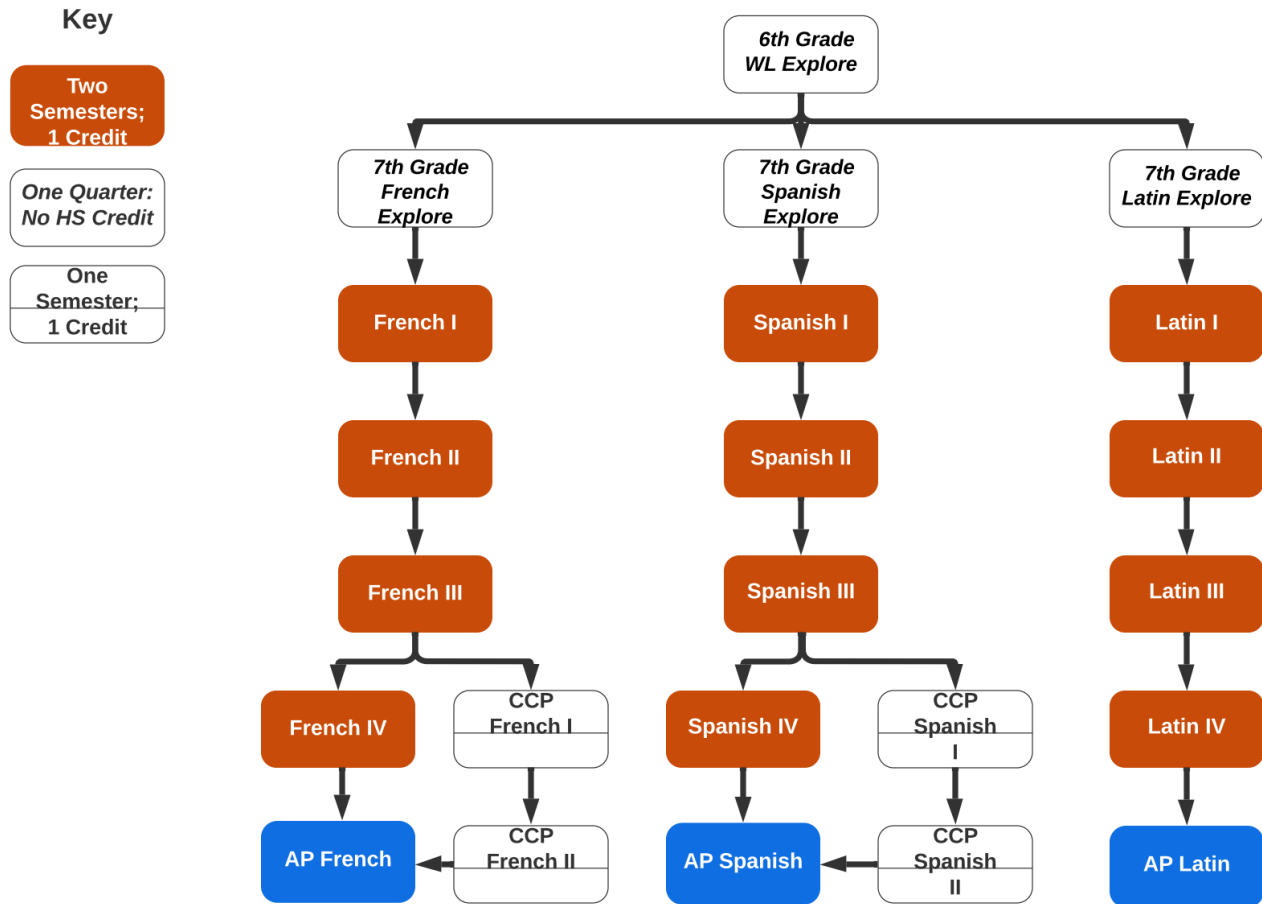 Key
Two
Semesters;
1 Credit
One Quarter:
No HS Credit
One
Semester;
1 Credit
6th Grade
WL Explore
7th Grade
French
Explore
7th Grade
Spanish
Explore
7th Grade
Latin Explore
French I
Spanish I
Latin I
French II
Spanish II
Latin II
French III
Spanish III
Latin III
French IV
CCP
French I
Spanish IV
CCP
Spanish
I
Latin IV
AP French
CCP
French II
AP Spanish
CCP
Spanish
II
AP Latin